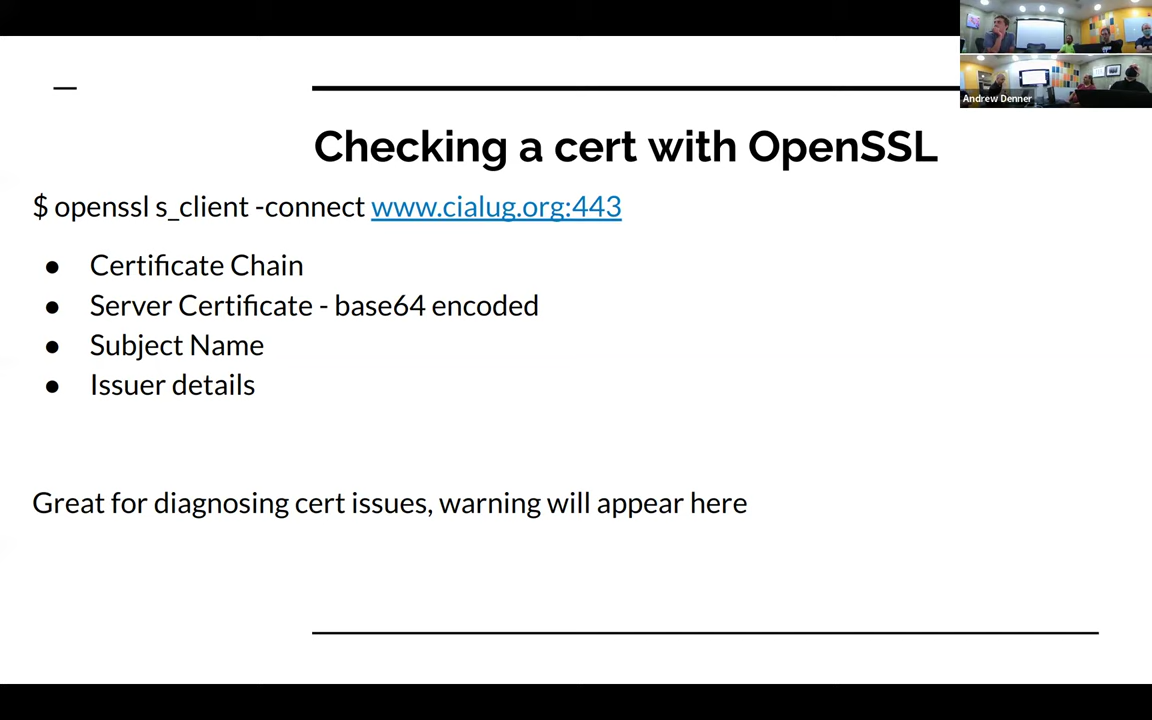 Andrew Denner
Checking a cert with OpenSSL
$ openssl s_client -connect www.cialug.org:443
● Certificate Chain
● Server Certificate - base64 encoded
● Subject Name
● Issuer details
Great for diagnosing cert issues, warning will appear here